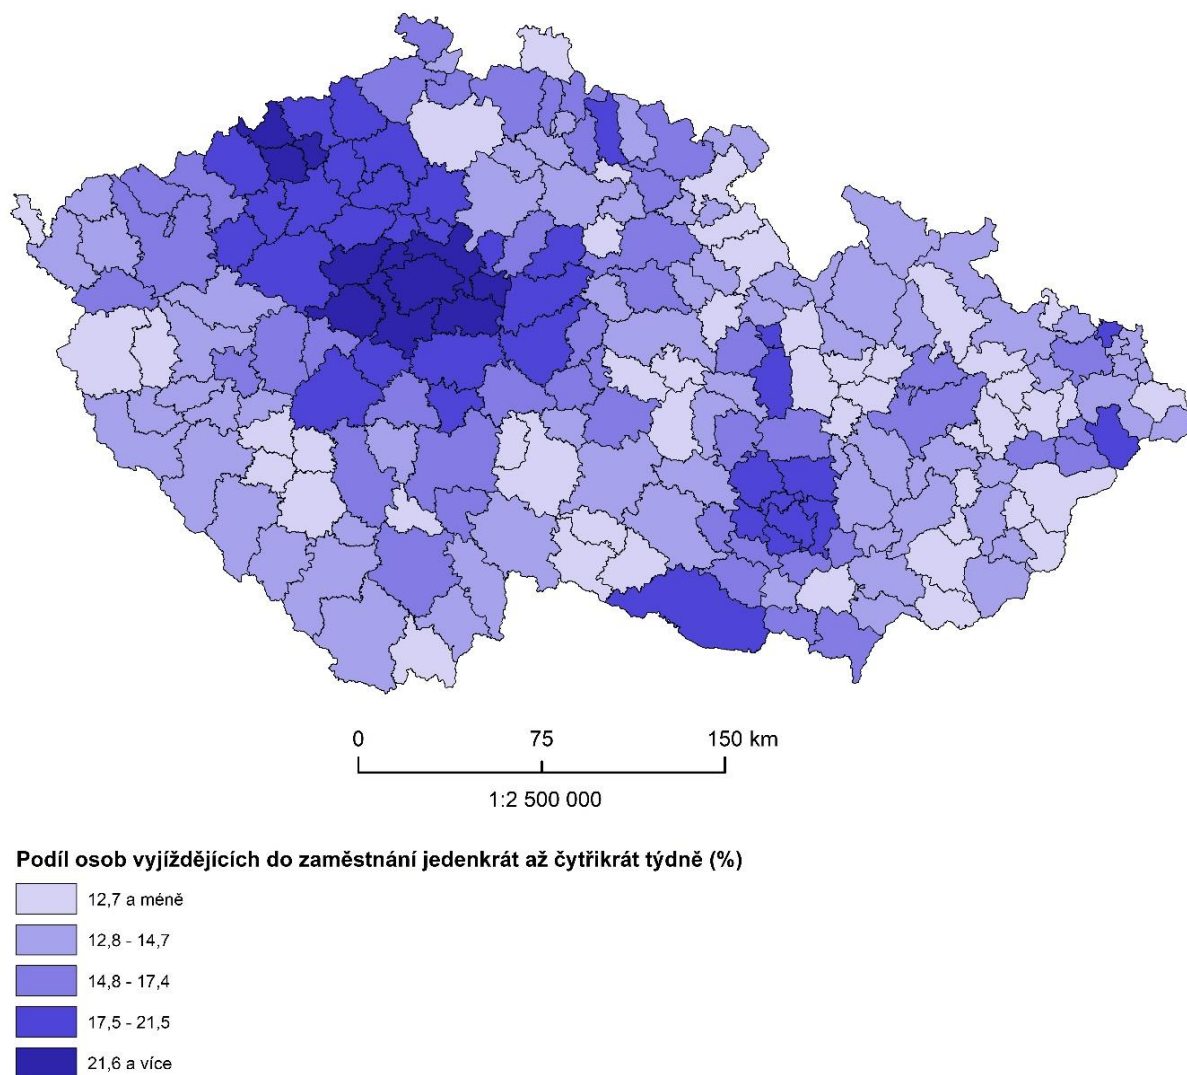 0 75 150 km
1:2 500 000
Podíl osob vyjíždějících do zaměstnání jedenkrát až čytřikrát týdně (%)
12,7 a méně
12,8 - 14,7
14,8 - 17,4
17,5 - 21,5
21,6 a více